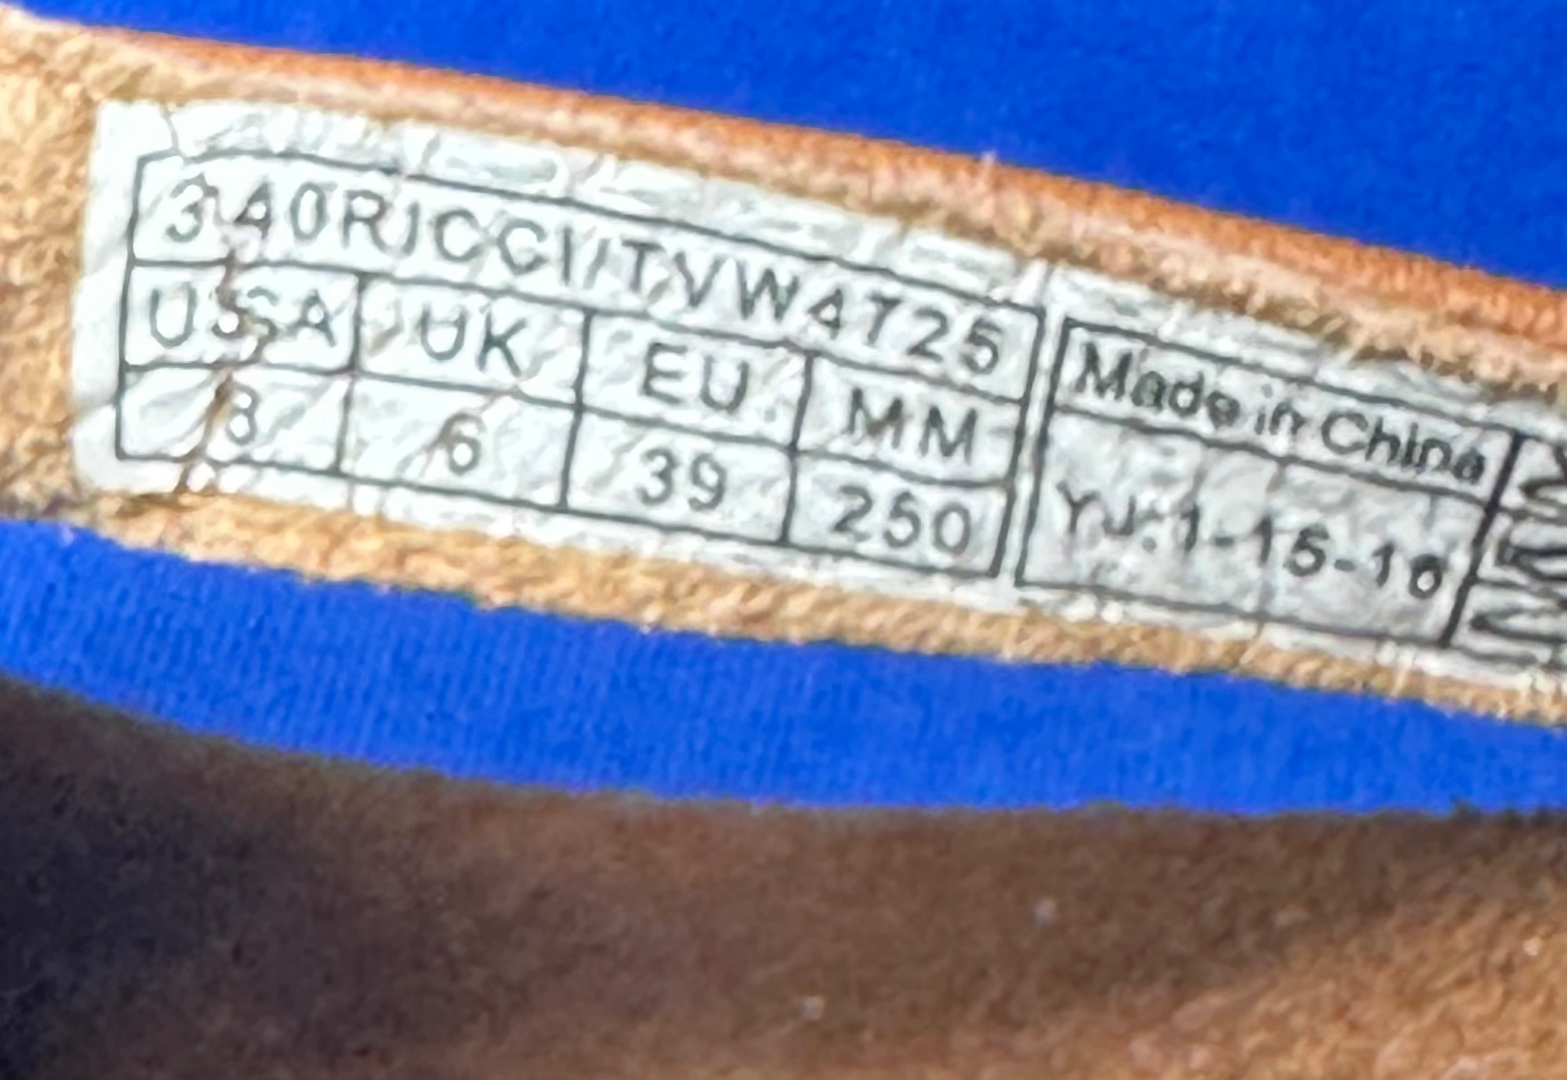 340RICCI/TVW4725
USA UK EU MM
8 6 39 250
Made in China
YJ:1-15-16